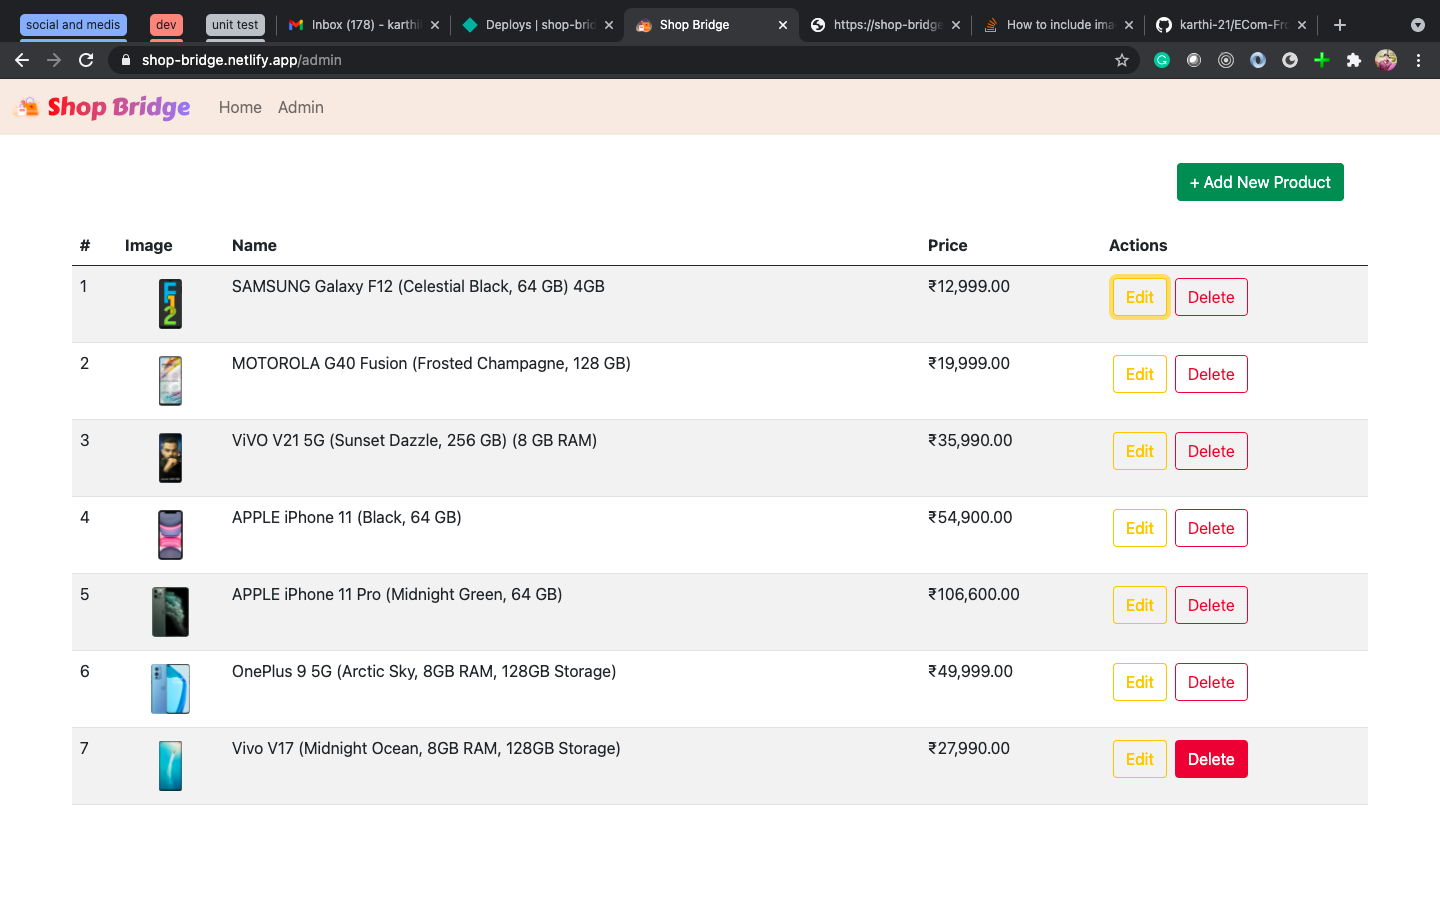 social and medis dev unit test Inbox (178) - karthi Deploys | shop-brid Shop Bridge https://shop-bridge How to include ima karthi-21/ECom-Fro
shop-bridge.netlify.app/admin
Shop Bridge Home Admin
+ Add New Product
# Image Name Price Actions
1 SAMSUNG Galaxy F12 (Celestial Black, 64 GB) 4GB ₹12,999.00 Edit Delete
2 MOTOROLA G40 Fusion (Frosted Champagne, 128 GB) ₹19,999.00 Edit Delete
3 ViVO V21 5G (Sunset Dazzle, 256 GB) (8 GB RAM) ₹35,990.00 Edit Delete
4 APPLE iPhone 11 (Black, 64 GB) ₹54,900.00 Edit Delete
5 APPLE iPhone 11 Pro (Midnight Green, 64 GB) ₹106,600.00 Edit Delete
6 OnePlus 9 5G (Arctic Sky, 8GB RAM, 128GB Storage) ₹49,999.00 Edit Delete
7 Vivo V17 (Midnight Ocean, 8GB RAM, 128GB Storage) ₹27,990.00 Edit Delete